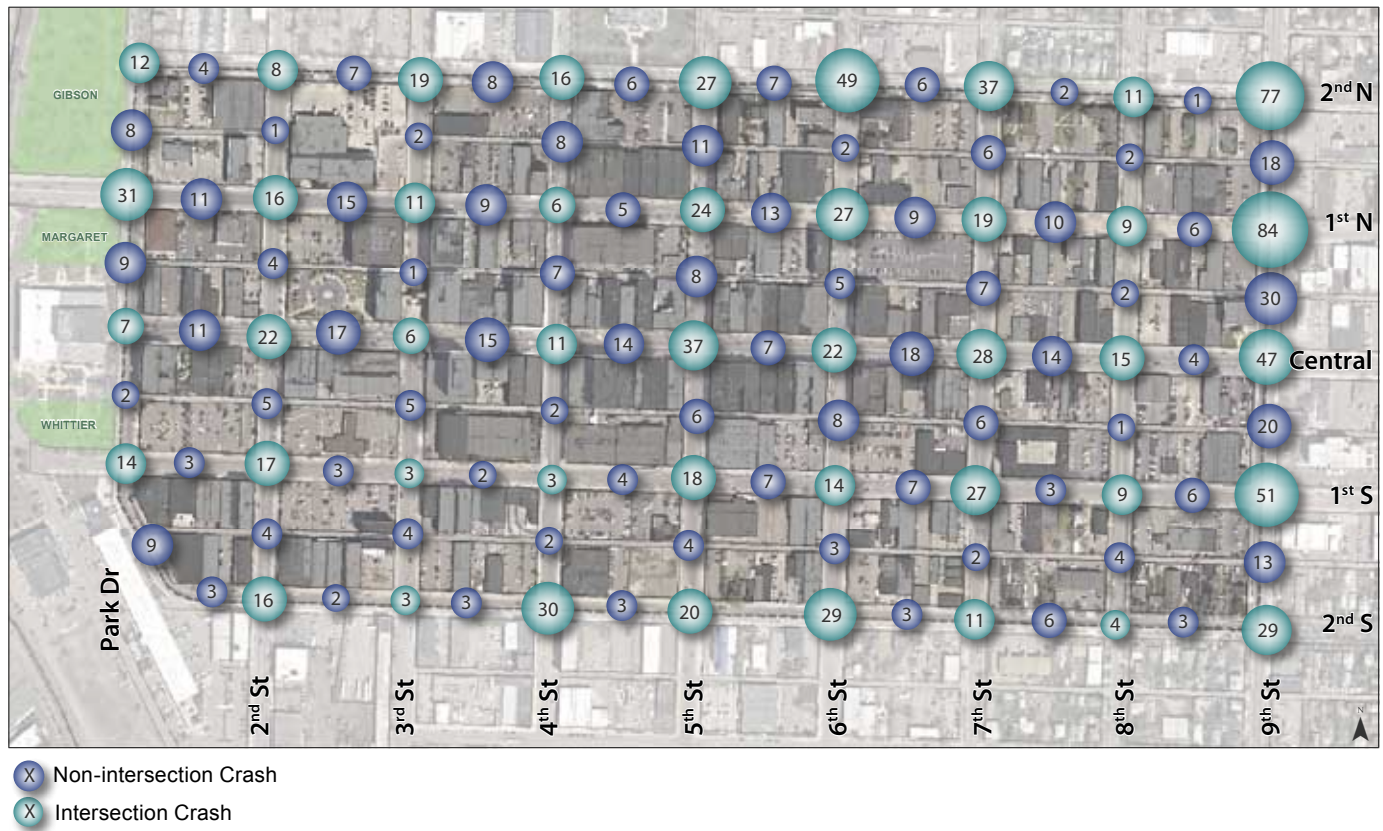 12 4 8 7 19 8 16 6 27 7 49 6 37 2 11 1 77 2nd N
GIBSON
8 1 2 8 11 2 6 2 18
31 11 16 15 11 9 6 5 24 13 27 9 19 10 9 6 84 1st N
MARGARET
9 4 1 7 8 5 7 2 30
7 11 22 17 6 15 11 14 37 7 22 18 28 14 15 4 47 Central
2 5 5 2 6 8 6 1 20
WHITTIER
14 3 17 3 3 2 3 4 18 7 14 7 27 3 9 6 51 1st S
9 4 4 2 4 3 2 4 13
3 16 2 3 3 30 3 20 29 3 11 6 4 3 29 2nd S
Park Dr
2nd St
3rd St
4th St
5th St
6th St
7th St
8th St
9th St
N
X Non-intersection Crash
X Intersection Crash